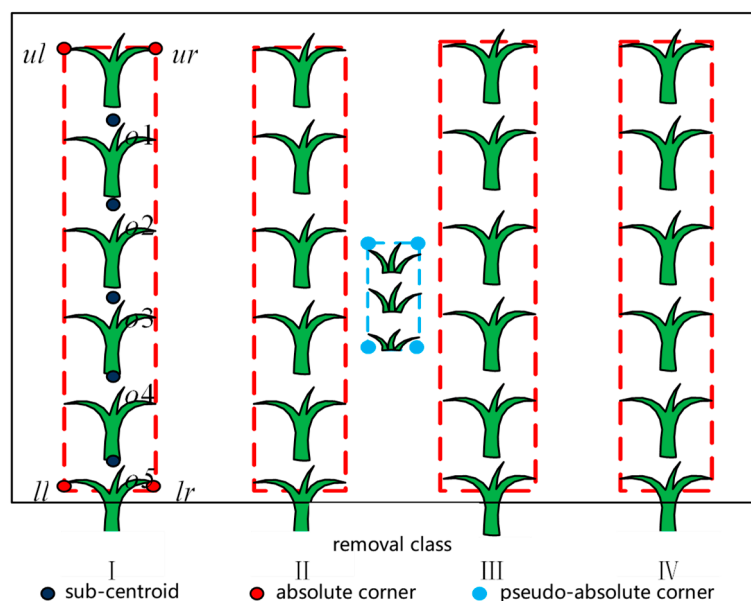 ul ur
o1
o2
o3
o4
o5
ll lr
removal class
I II III IV
sub-centroid absolute corner pseudo-absolute corner